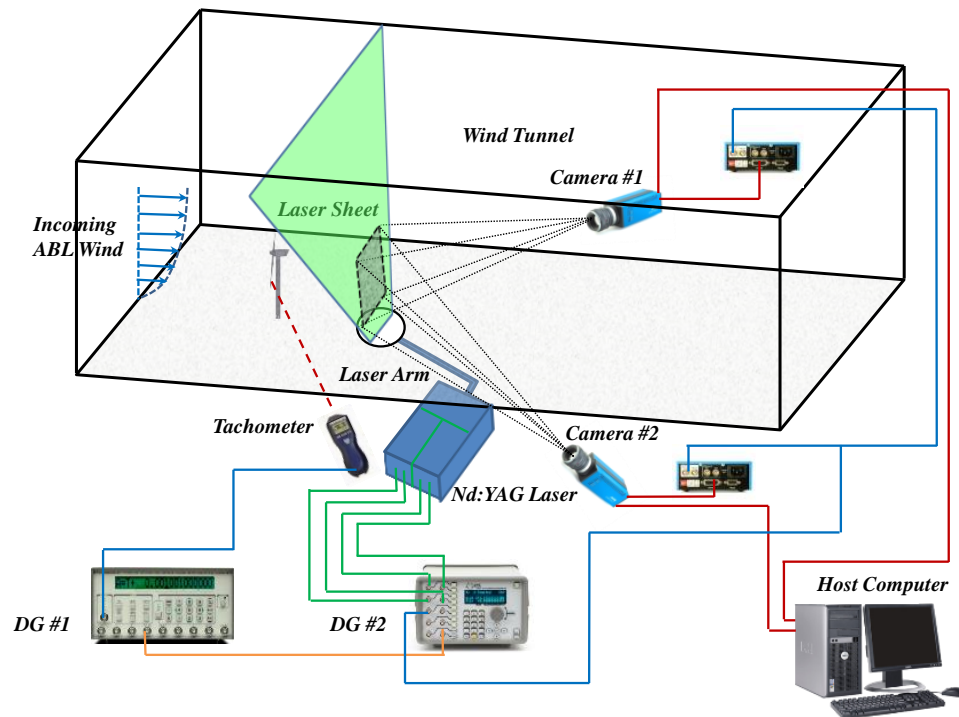 Wind Tunnel
Camera #1
Laser Sheet
Incoming
ABL Wind
Laser Arm
Tachometer
Camera #2
Nd:YAG Laser
Host Computer
DG #1
DG #2